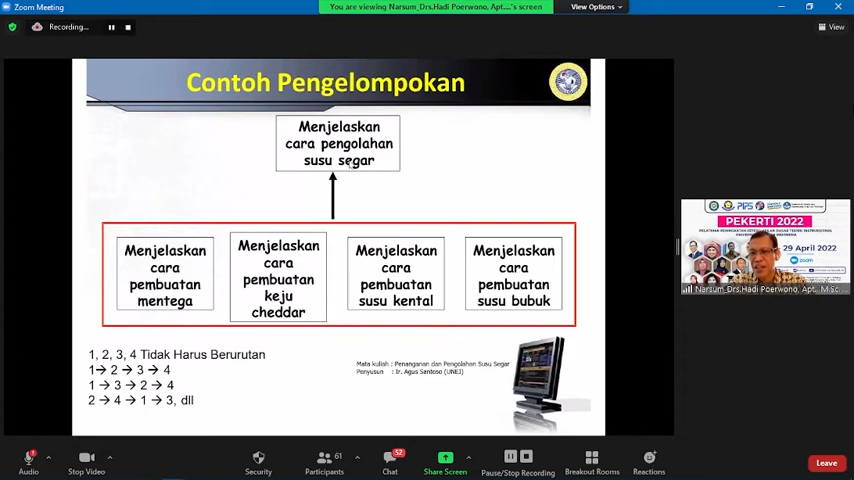 Zoom Meeting
You are viewing Narsum_Drs.Hadi Poerwono, Apt....'s screen
View Options
Recording...
View
Contoh Pengelompokan
Menjelaskan
cara pengolahan
susu segar
Menjelaskan
cara
pembuatan
mentega
Menjelaskan
cara
pembuatan
keju
cheddar
Menjelaskan
cara
pembuatan
susu kental
Menjelaskan
cara
pembuatan
susu bubuk
1, 2, 3, 4 Tidak Harus Berurutan
1→ 2 → 3 → 4
1 → 3 → 2 → 4
2 → 4 → 1 → 3, dll
Mata kuliah : Penanganan dan Pengolahan Susu Segar
Penyusun : Ir. Agus Santoso (UNEJ)
PEKERTI 2022
29 April 2022
zoom
Narsum_Drs.Hadi Poerwono, Apt., M.Sc...
Audio
Stop Video
Security
61
Participants
52
Chat
Share Screen
Pause/Stop Recording
Breakout Rooms
Reactions
Leave